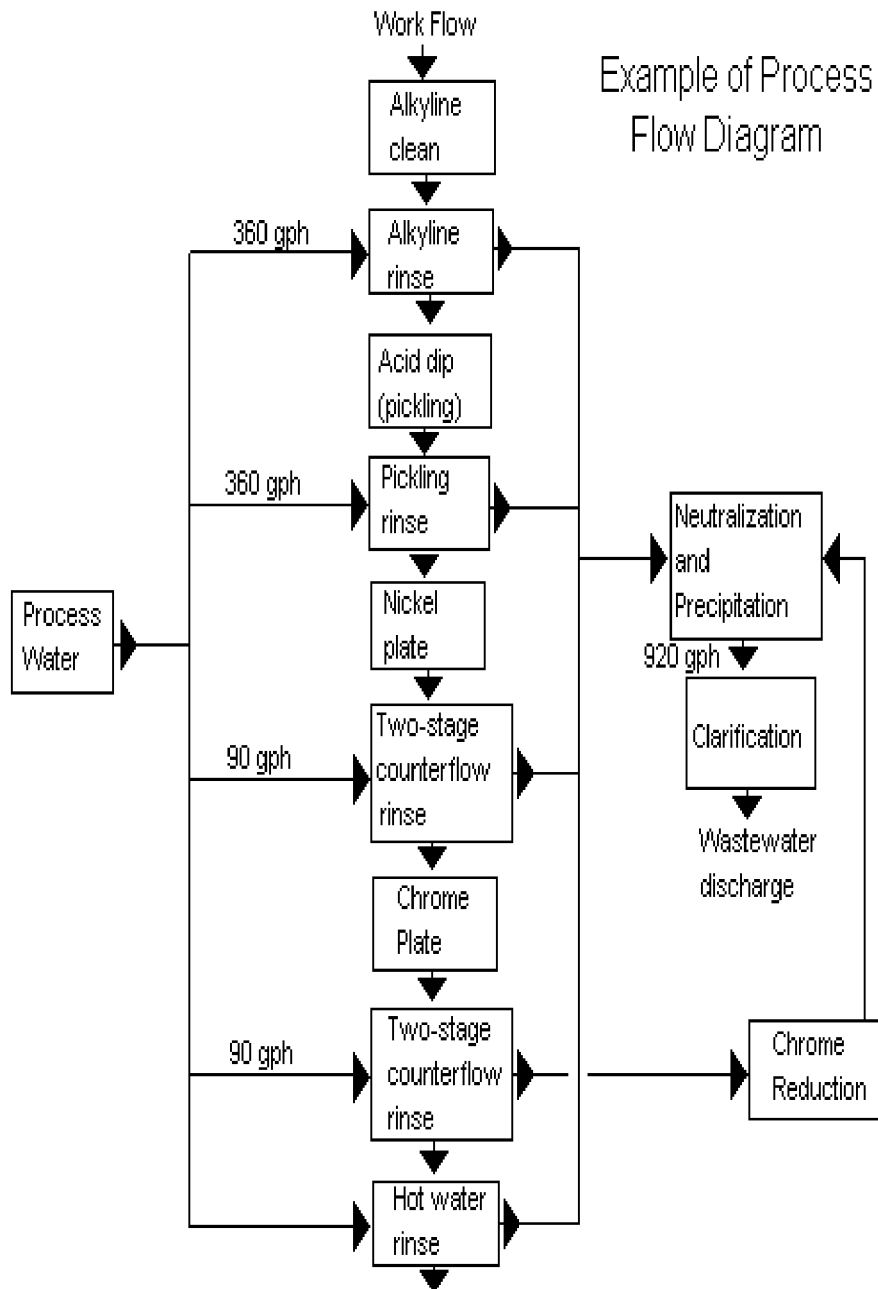 Work Flow
Example of Process
Flow Diagram
Alkyline
clean
360 gph
Alkyline
rinse
Acid dip
(pickling)
360 gph
Pickling
rinse
Neutralization
and
Precipitation
Process
Water
Nickel
plate
920 gph
90 gph
Two-stage
counterflow
rinse
Clarification
Wastewater
discharge
Chrome
Plate
90 gph
Two-stage
counterflow
rinse
Chrome
Reduction
Hot water
rinse